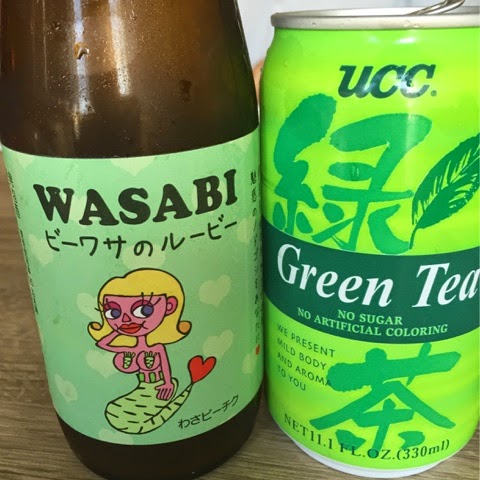 WASABI
ビーワサのルービー
わさビーチク
ucc.
緑
Green Tea
NO SUGAR
NO ARTIFICIAL COLORING
WE PRESENT
MILD BODY
AND AROMA
TO YOU
茶
NET 11.1 FL.OZ.(330ml)